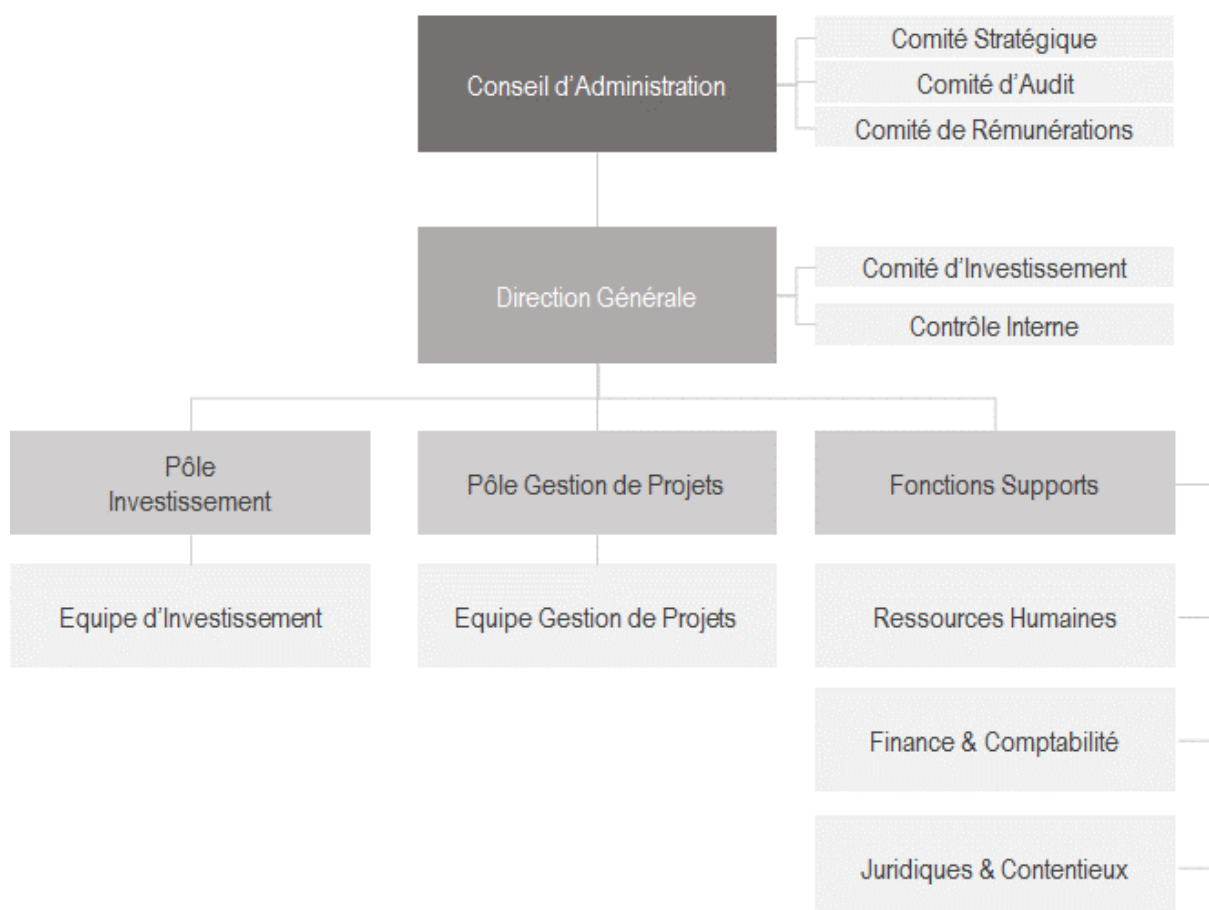 Conseil d’Administration
Comité Stratégique
Comité d’Audit
Comité de Rémunérations
Direction Générale
Comité d’Investissement
Contrôle Interne
Pôle
Investissement
Pôle Gestion de Projets
Fonctions Supports
Equipe d’Investissement
Equipe Gestion de Projets
Ressources Humaines
Finance & Comptabilité
Juridiques & Contentieux